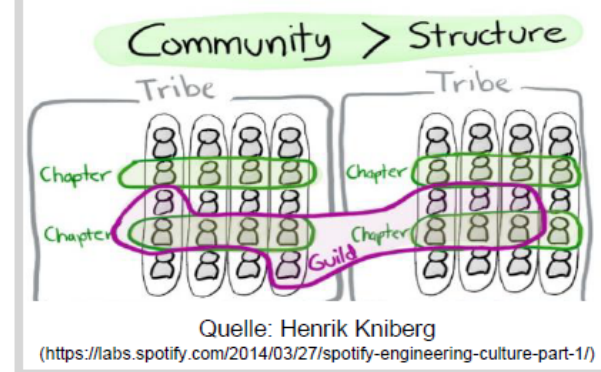 Community > Structure
Tribe
Tribe
Chapter
Chapter
Chapter
Chapter
Guild
Quelle: Henrik Kniberg
(https://labs.spotify.com/2014/03/27/spotify-engineering-culture-part-1/)